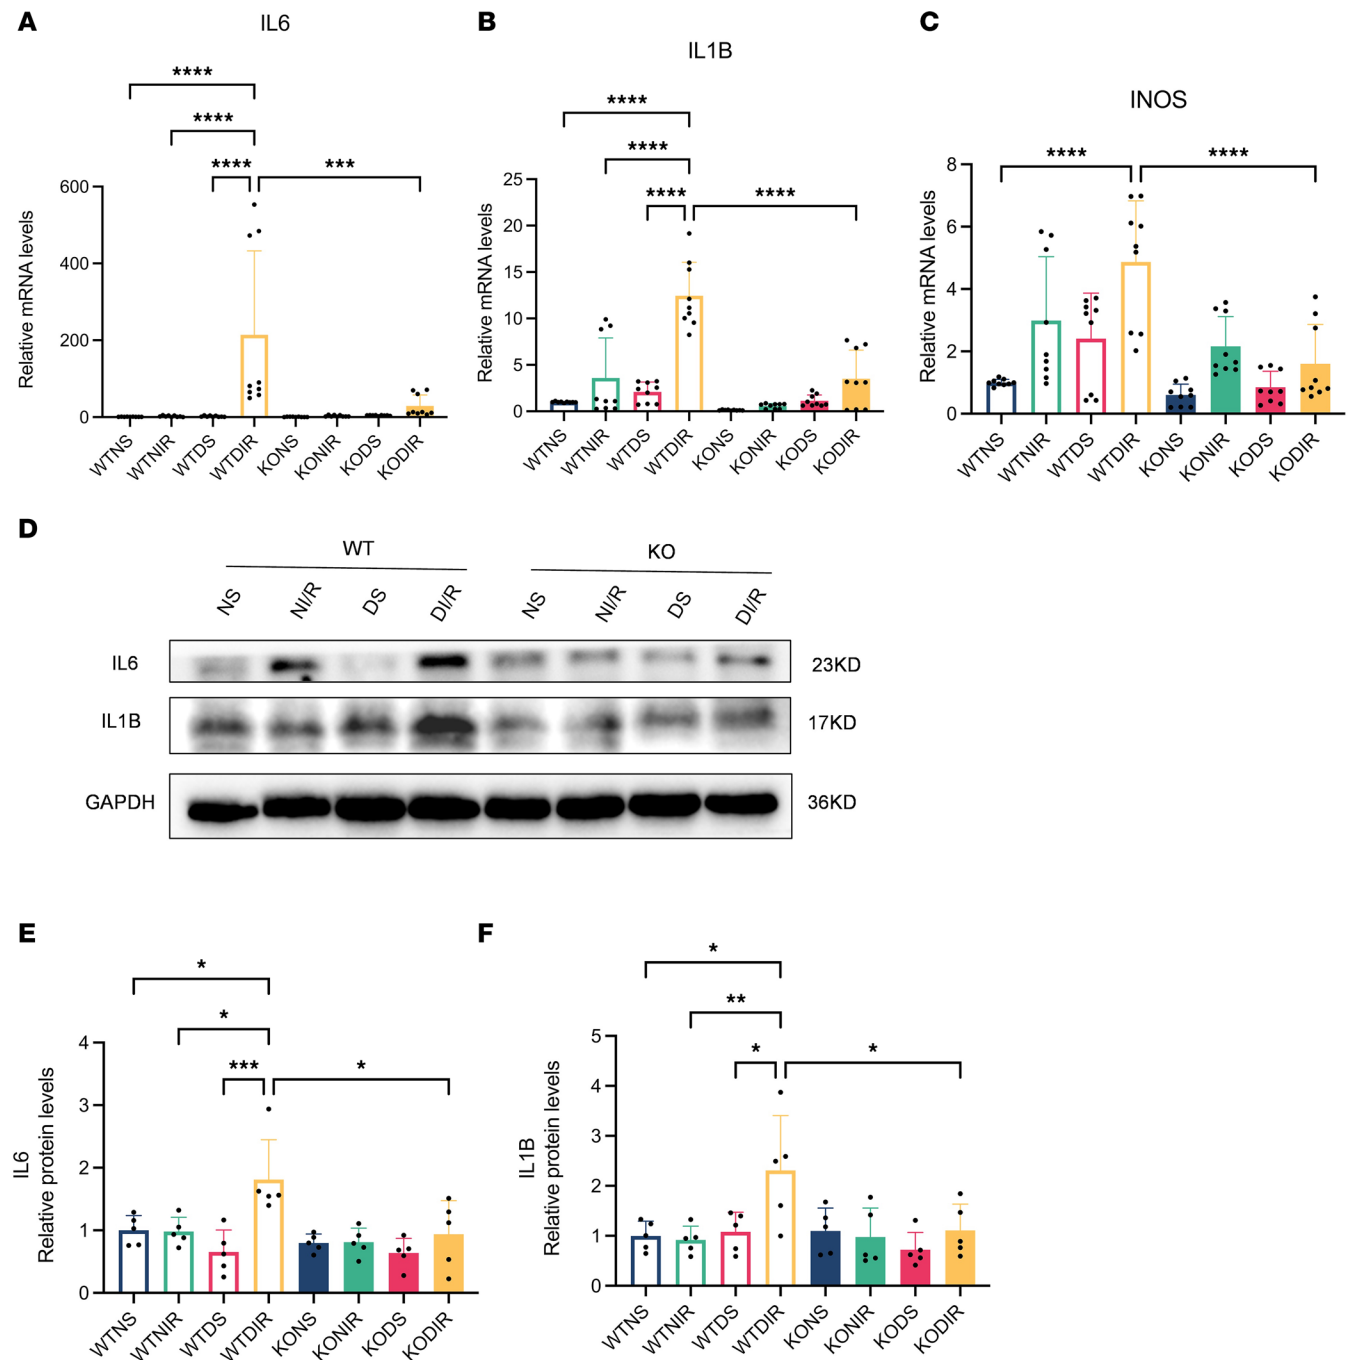 A
IL6
****
****
****
***
Relative mRNA levels
600
400
200
0
WTNS
WTNIR
WTDS
WTDIR
KONS
KONIR
KODS
KODIR
B
IL1B
****
****
****
****
Relative mRNA levels
25
20
15
10
5
0
WTNS
WTNIR
WTDS
WTDIR
KONS
KONIR
KODS
KODIR
C
INOS
****
****
Relative mRNA levels
8
6
4
2
0
WTNS
WTNIR
WTDS
WTDIR
KONS
KONIR
KODS
KODIR
D
WT
KO
NS
NI/R
DS
DI/R
NS
NI/R
DS
DI/R
IL6
23KD
IL1B
17KD
GAPDH
36KD
E
*
*
***
*
IL6
Relative protein levels
4
3
2
1
0
WTNS
WTNIR
WTDS
WTDIR
KONS
KONIR
KODS
KODIR
F
*
**
*
*
IL1B
Relative protein levels
5
4
3
2
1
0
WTNS
WTNIR
WTDS
WTDIR
KONS
KONIR
KODS
KODIR